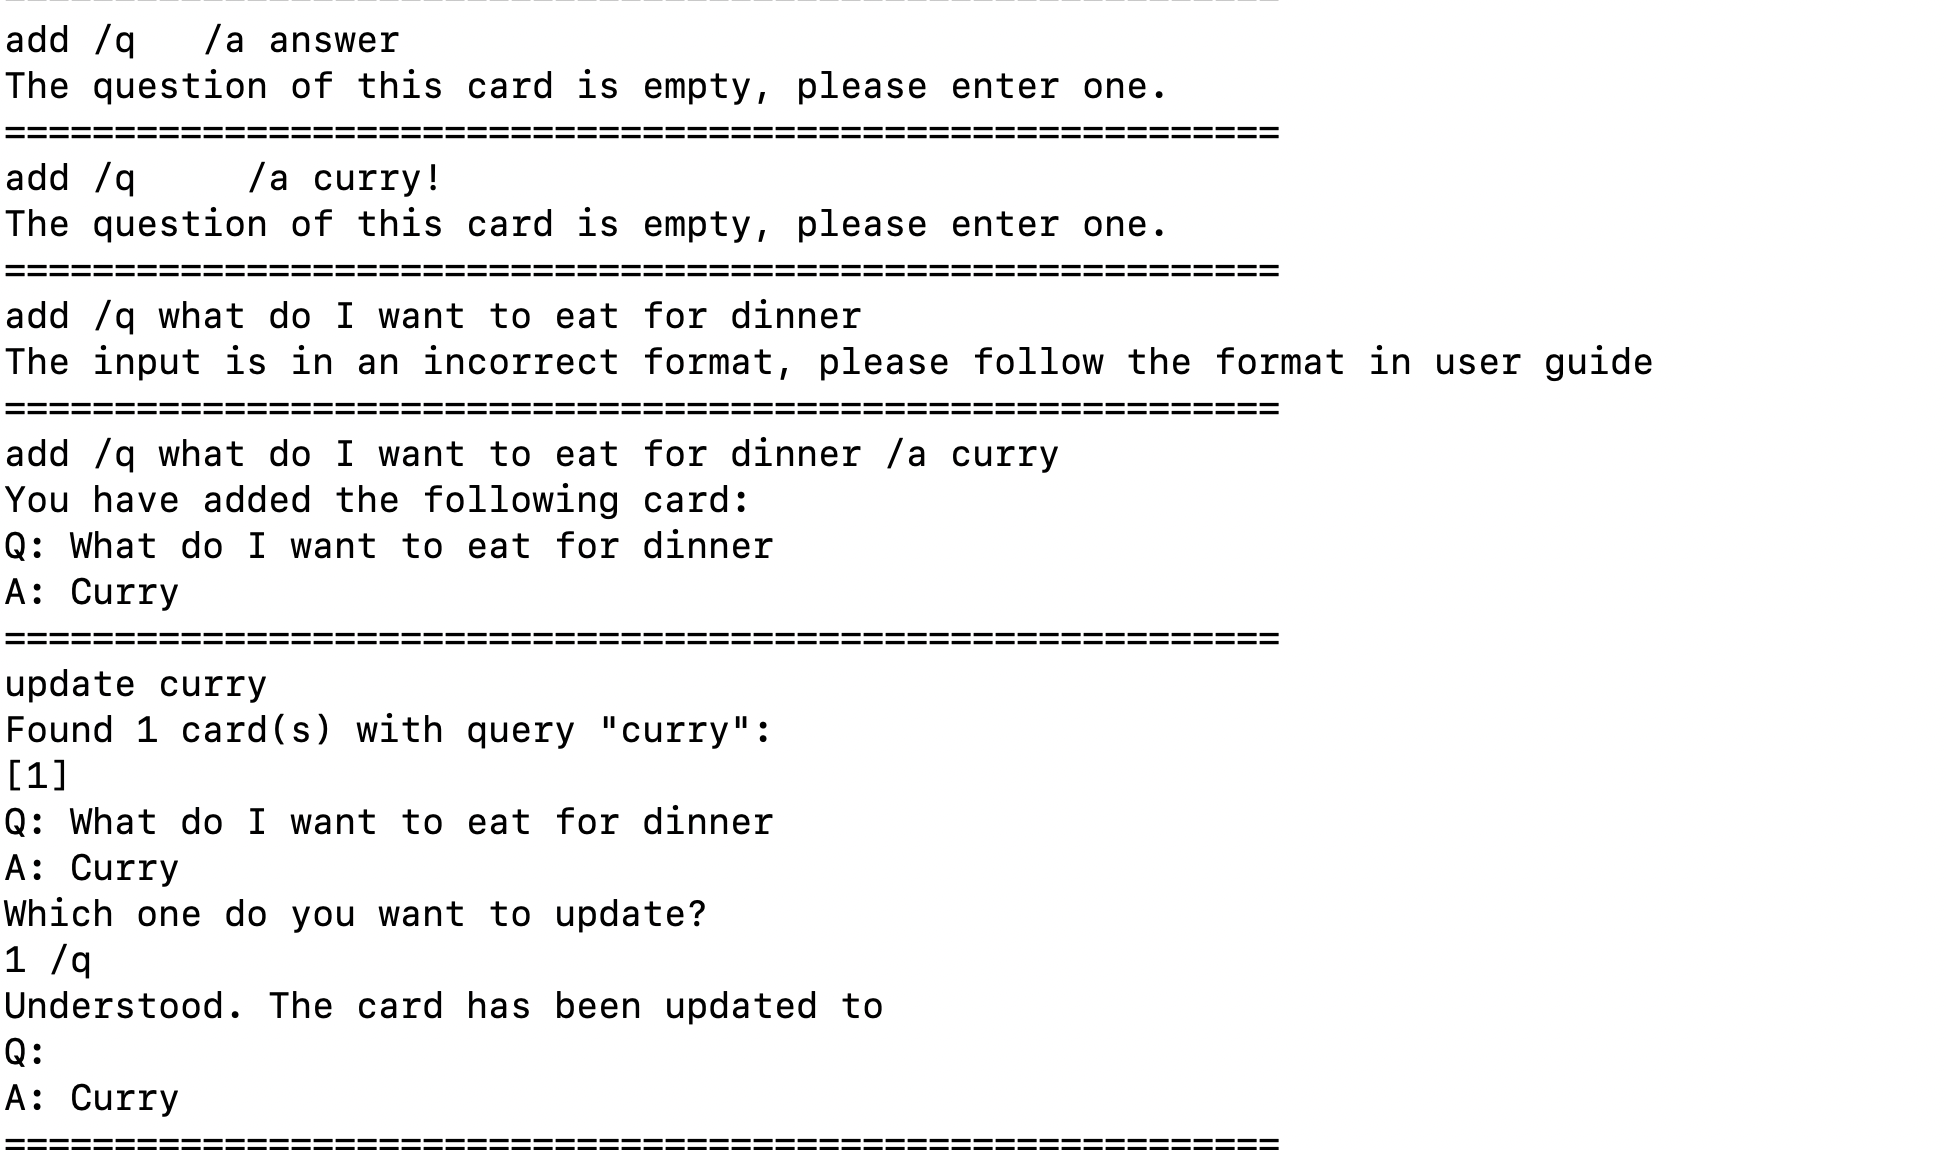 add /q   /a answer
The question of this card is empty, please enter one.
==========================================================
add /q     /a curry!
The question of this card is empty, please enter one.
==========================================================
add /q what do I want to eat for dinner
The input is in an incorrect format, please follow the format in user guide
==========================================================
add /q what do I want to eat for dinner /a curry
You have added the following card:
Q: What do I want to eat for dinner
A: Curry
==========================================================
update curry
Found 1 card(s) with query "curry":
[1]
Q: What do I want to eat for dinner
A: Curry
Which one do you want to update?
1 /q
Understood. The card has been updated to
Q:
A: Curry
==========================================================